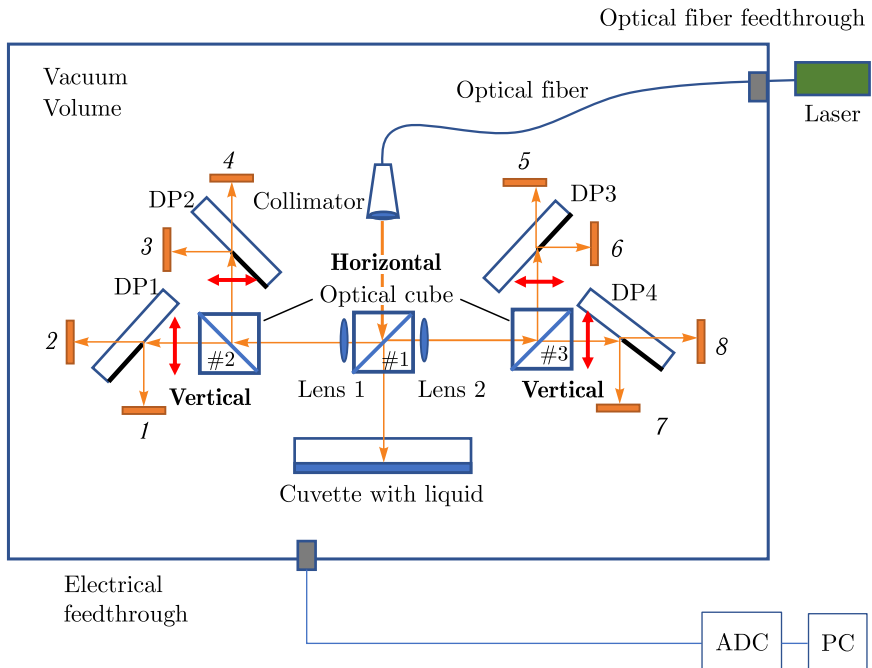 Optical fiber feedthrough
Vacuum
Volume
Optical fiber
Laser
4
5
DP2
Collimator
DP3
3
6
Horizontal
DP1
Optical cube
DP4
2
#2
#1
#3
8
Lens 1
Lens 2
Vertical
Vertical
1
7
Cuvette with liquid
Electrical
feedthrough
ADC
PC